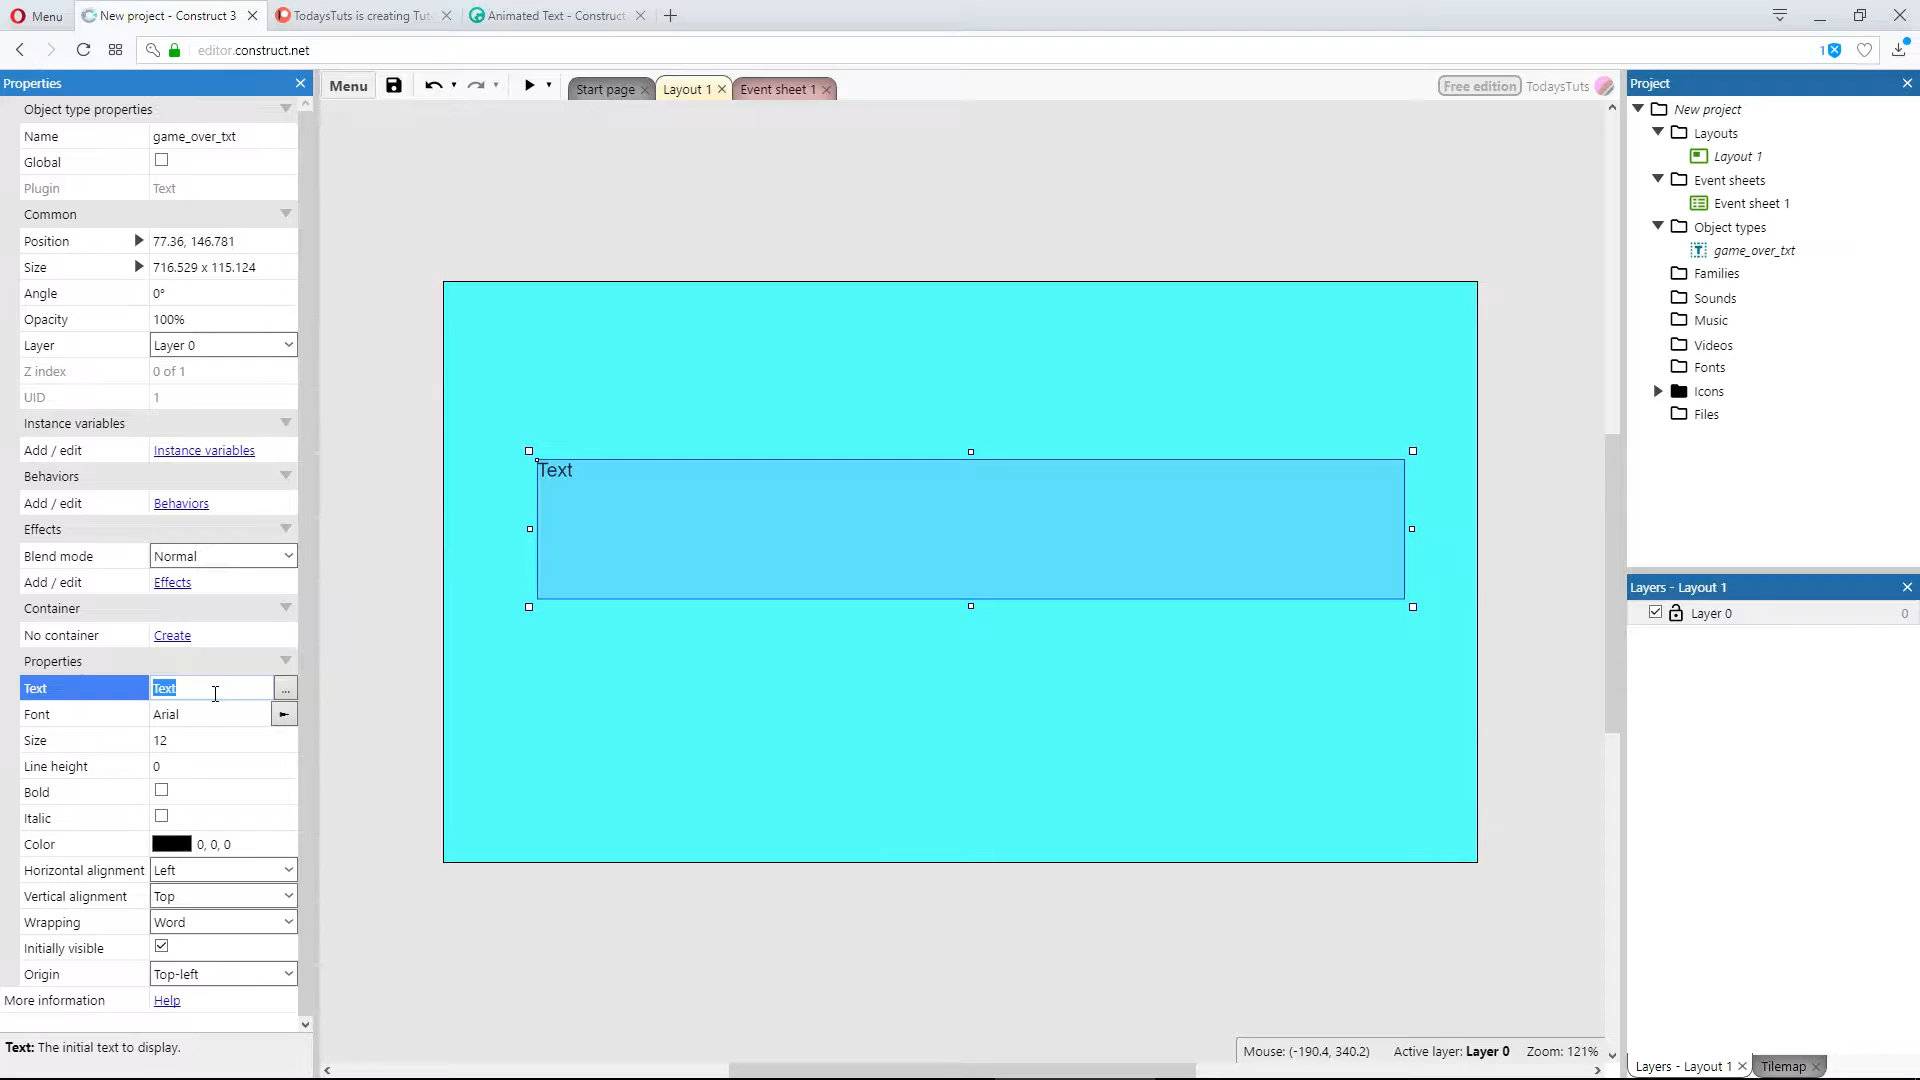 Menu
New project - Construct 3
TodaysTuts is creating Tut
Animated Text - Construct
editor.construct.net
1
Properties
Object type properties
Name game_over_txt
Global
Plugin Text
Common
Position 77.36, 146.781
Size 716.529 x 115.124
Angle 0°
Opacity 100%
Layer Layer 0
Z index 0 of 1
UID 1
Instance variables
Add / edit Instance variables
Behaviors
Add / edit Behaviors
Effects
Blend mode Normal
Add / edit Effects
Container
No container Create
Properties
Text Text ...
Font Arial
Size 12
Line height 0
Bold
Italic
Color 0, 0, 0
Horizontal alignment Left
Vertical alignment Top
Wrapping Word
Initially visible
Origin Top-left
More information Help
Text: The initial text to display.
Menu
Start page
Layout 1
Event sheet 1
Free edition TodaysTuts
Text
Mouse: (-190.4, 340.2) Active layer: Layer 0 Zoom: 121%
Project
New project
Layouts
Layout 1
Event sheets
Event sheet 1
Object types
game_over_txt
Families
Sounds
Music
Videos
Fonts
Icons
Files
Layers - Layout 1
Layer 0 0
Layers - Layout 1
Tilemap